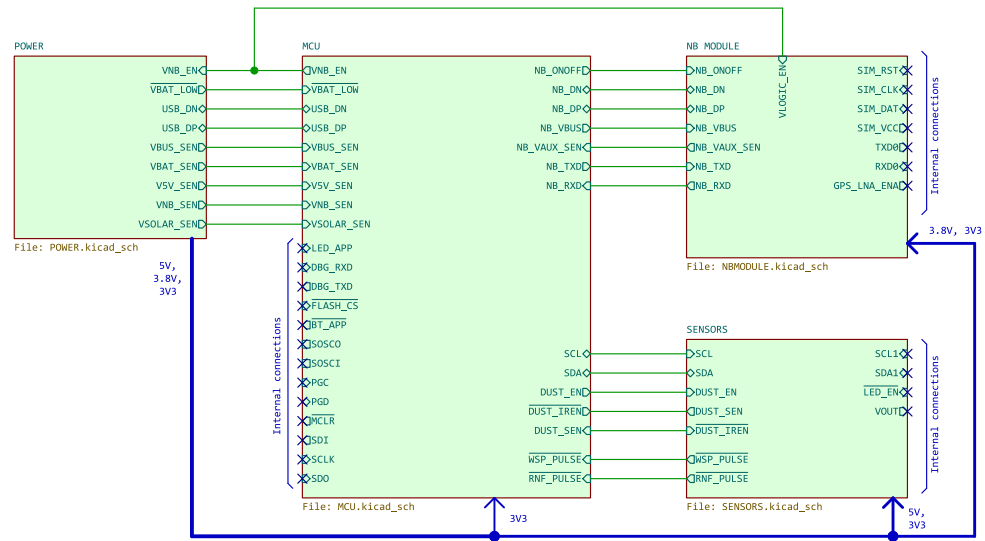 POWER
VNB_EN
VBAT_LOW
USB_DN
USB_DP
VBUS_SEN
VBAT_SEN
V5V_SEN
VNB_SEN
VSOLAR_SEN
File: POWER.kicad_sch
5V,
3.8V,
3V3
MCU
VNB_EN
VBAT_LOW
USB_DN
USB_DP
VBUS_SEN
VBAT_SEN
V5V_SEN
VNB_SEN
VSOLAR_SEN
LED_APP
DBG_RXD
DBG_TXD
FLASH_CS
BT_APP
SOSCO
SOSCI
PGC
PGD
MCLR
SDI
SCLK
SDO
Internal connections
NB_ONOFF
NB_DN
NB_DP
NB_VBUS
NB_VAUX_SEN
NB_TXD
NB_RXD
SCL
SDA
DUST_EN
DUST_IREN
DUST_SEN
WSP_PULSE
RNF_PULSE
File: MCU.kicad_sch
3V3
NB MODULE
NB_ONOFF
NB_DN
NB_DP
NB_VBUS
NB_VAUX_SEN
NB_TXD
NB_RXD
VLOGIC_EN
SIM_RST
SIM_CLK
SIM_DAT
SIM_VCC
TXD0
RXD0
GPS_LNA_ENA
Internal connections
3.8V, 3V3
File: NBMODULE.kicad_sch
SENSORS
SCL
SDA
DUST_EN
DUST_SEN
DUST_IREN
WSP_PULSE
RNF_PULSE
SCL1
SDA1
LED_EN
VOUT
Internal connections
File: SENSORS.kicad_sch
5V,
3V3